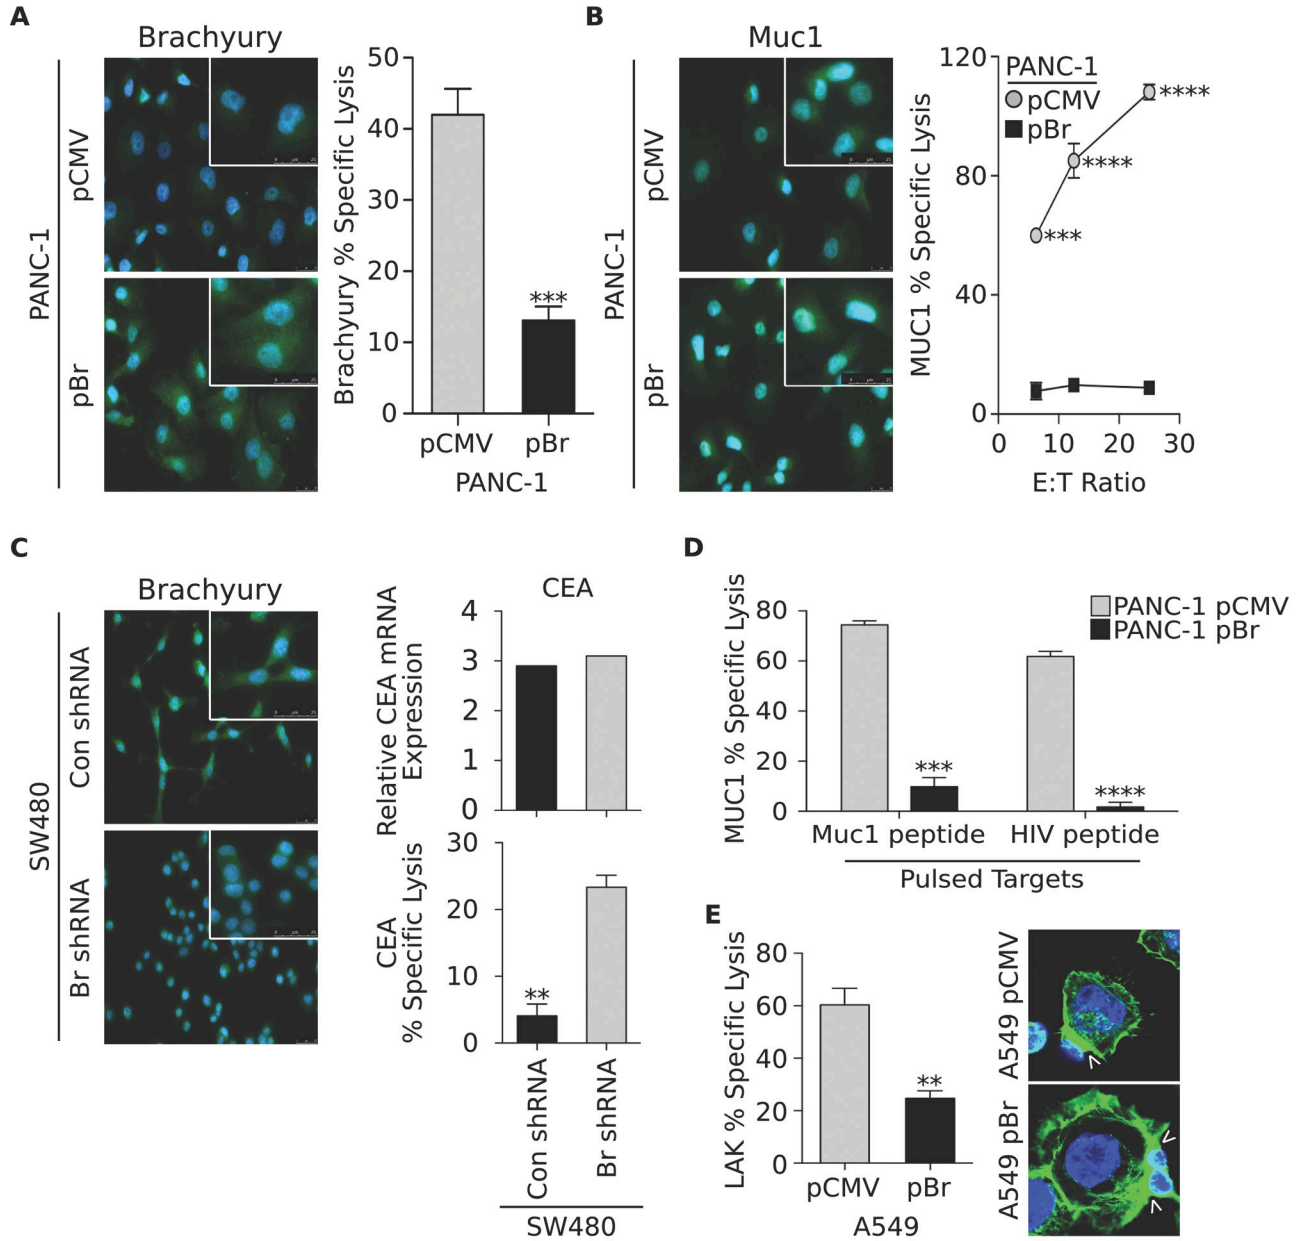 A
Brachyury
PANC-1
pCMV
pBr
Brachyury % Specific Lysis
50
40
30
20
10
0
***
pCMV pBr
PANC-1
B
Muc1
PANC-1
pCMV
pBr
MUC1 % Specific Lysis
120
80
40
0
PANC-1
pCMV
pBr
****
****
***
0 10 20 30
E:T Ratio
C
Brachyury
SW480
Con shRNA
Br shRNA
CEA
Relative CEA mRNA
Expression
4
3
2
1
0
CEA
% Specific Lysis
30
20
10
0
**
Con shRNA
Br shRNA
SW480
D
MUC1 % Specific Lysis
80
60
40
20
0
PANC-1 pCMV
PANC-1 pBr
***
****
Muc1 peptide HIV peptide
Pulsed Targets
E
LAK % Specific Lysis
80
60
40
20
0
**
pCMV pBr
A549
A549 pCMV
A549 pBr